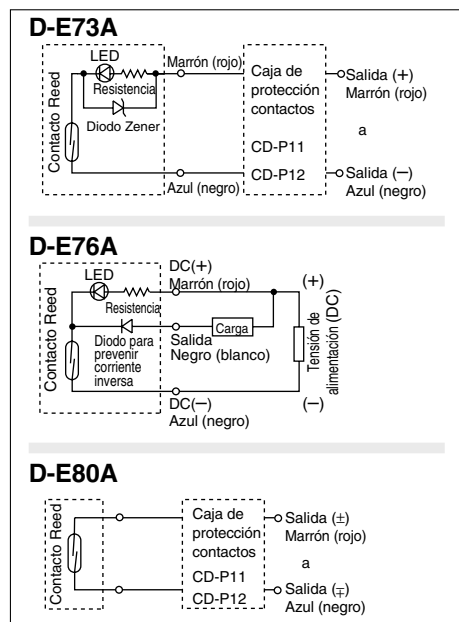 D-E73A
LED
Marrón (rojo)
Resistencia
Diodo Zener
Contacto Reed
Azul (negro)
Caja de
protección
contactos
CD-P11
CD-P12
Salida (+)
Marrón (rojo)
a
Salida (−)
Azul (negro)
D-E76A
LED
DC(+)
Marrón (rojo)
(+)
Resistencia
Contacto Reed
Diodo para
prevenir
corriente
inversa
Carga
Salida
Negro (blanco)
Tensión de
alimentación (DC)
DC(−)
Azul (negro)
(−)
D-E80A
Contacto Reed
Caja de
protección
contactos
CD-P11
CD-P12
Salida (±)
Marrón (rojo)
a
Salida (∓)
Azul (negro)